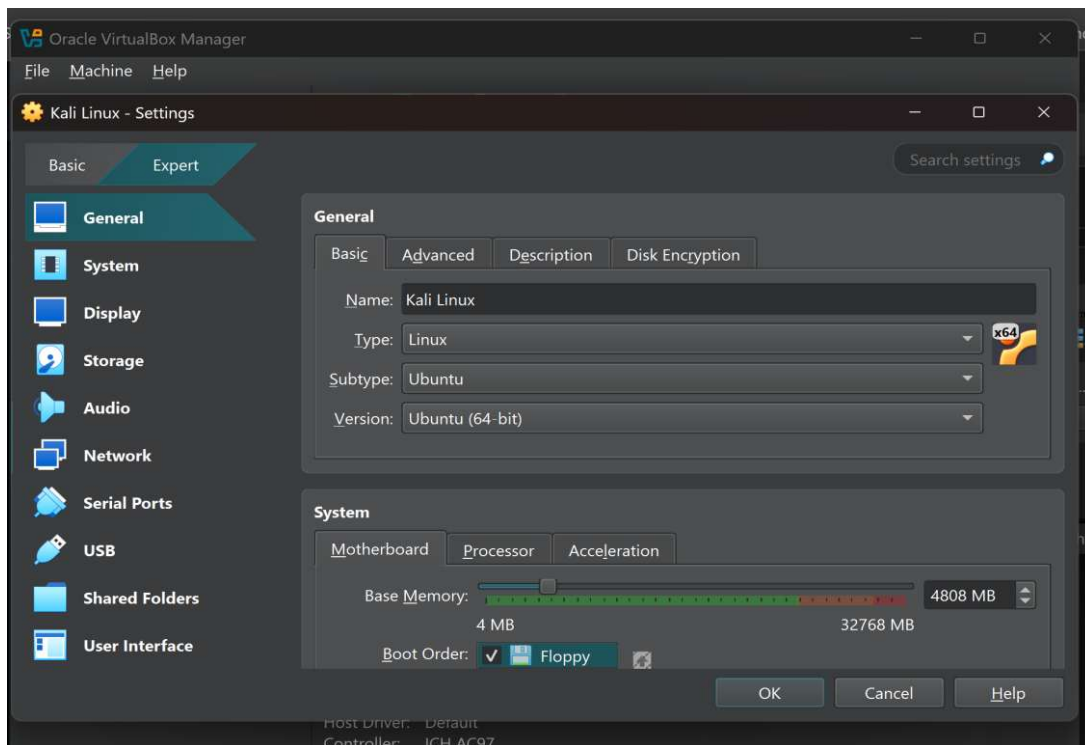 Oracle VirtualBox Manager
File Machine Help
Kali Linux - Settings
Basic Expert
Search settings
General
System
Display
Storage
Audio
Network
Serial Ports
USB
Shared Folders
User Interface
General
Basic Advanced Description Disk Encryption
Name: Kali Linux
Type: Linux
x64
Subtype: Ubuntu
Version: Ubuntu (64-bit)
System
Motherboard Processor Acceleration
Base Memory: 4808 MB
4 MB 32768 MB
Boot Order: Floppy
OK Cancel Help
Host Driver: Default
Controller: ICH AC97